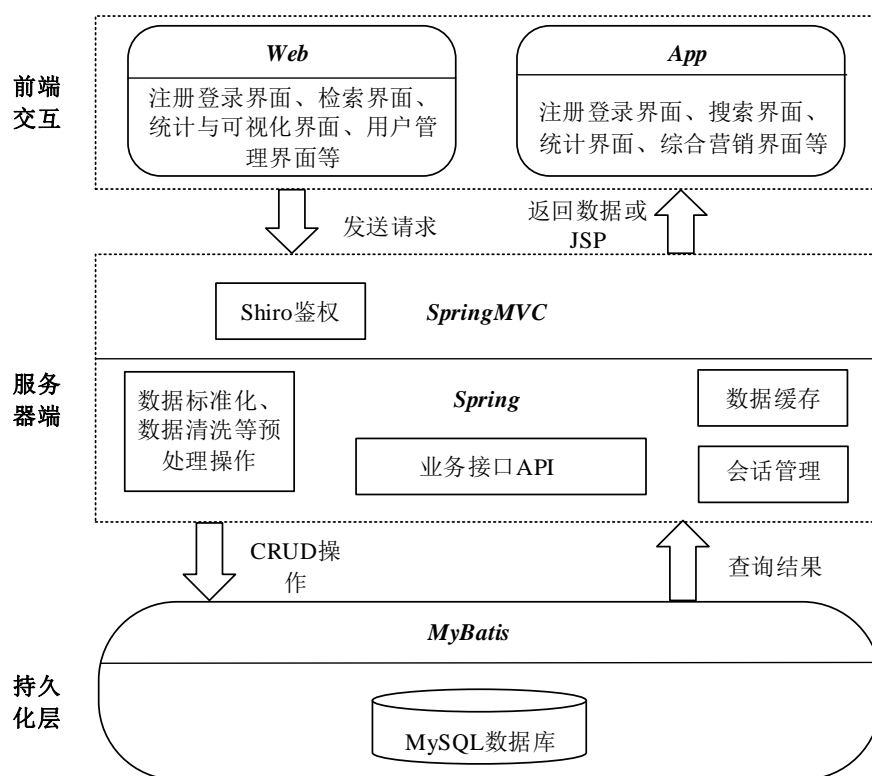 前端
交互
Web
注册登录界面、检索界面、
统计与可视化界面、用户管
理界面等
App
注册登录界面、搜索界面、
统计界面、综合营销界面等
发送请求
返回数据或
JSP
服务
器端
Shiro鉴权
SpringMVC
数据标准化、
数据清洗等预
处理操作
Spring
业务接口API
数据缓存
会话管理
CRUD操
作
查询结果
持久
化层
MyBatis
MySQL数据库